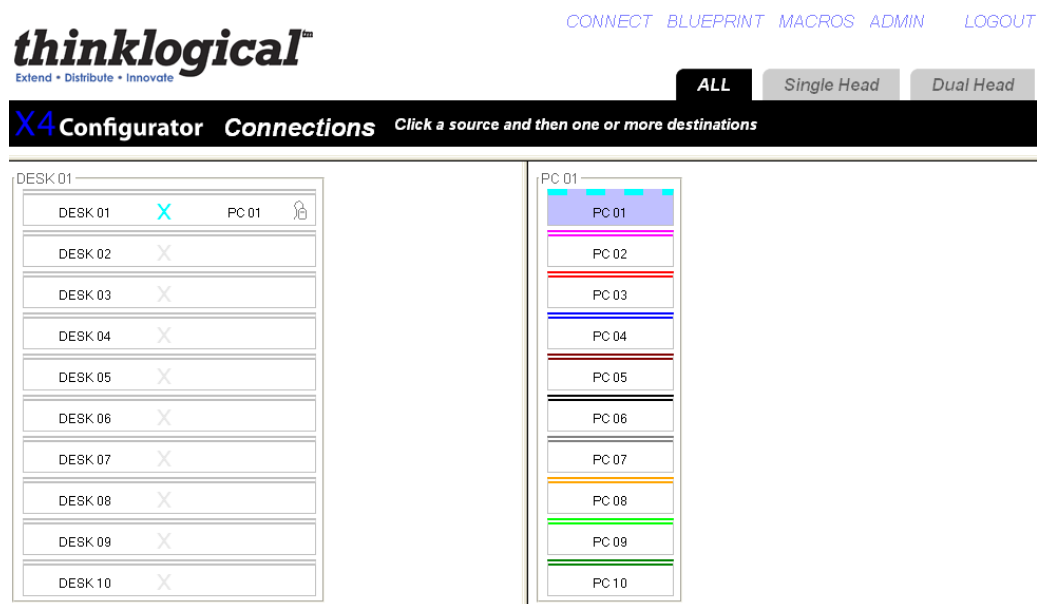 CONNECT BLUEPRINT MACROS ADMIN LOGOUT
thinklogical™
Extend • Distribute • Innovate
ALL Single Head Dual Head
X4 Configurator Connections Click a source and then one or more destinations
DESK 01
DESK 01 X PC 01
DESK 02 X
DESK 03 X
DESK 04 X
DESK 05 X
DESK 06 X
DESK 07 X
DESK 08 X
DESK 09 X
DESK 10 X
PC 01
PC 01
PC 02
PC 03
PC 04
PC 05
PC 06
PC 07
PC 08
PC 09
PC 10